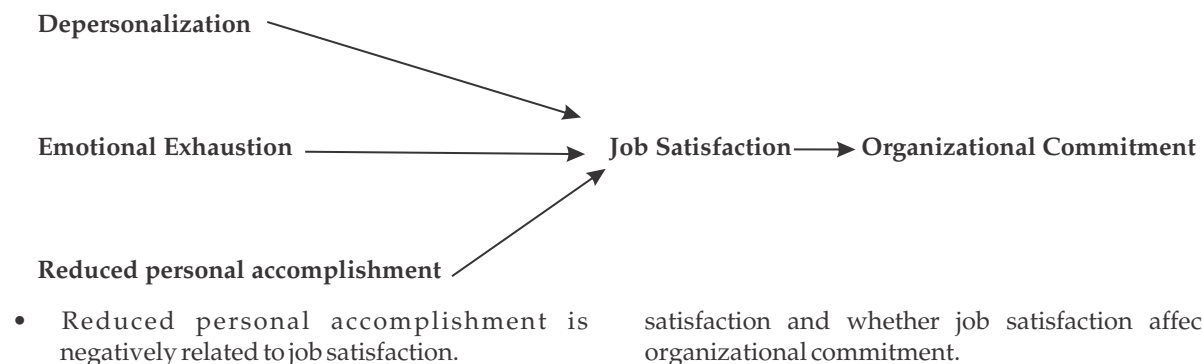 Depersonalization
Emotional Exhaustion Job Satisfaction Organizational Commitment
Reduced personal accomplishment
• Reduced personal accomplishment is
negatively related to job satisfaction.
satisfaction and whether job satisfaction affec
organizational commitment.